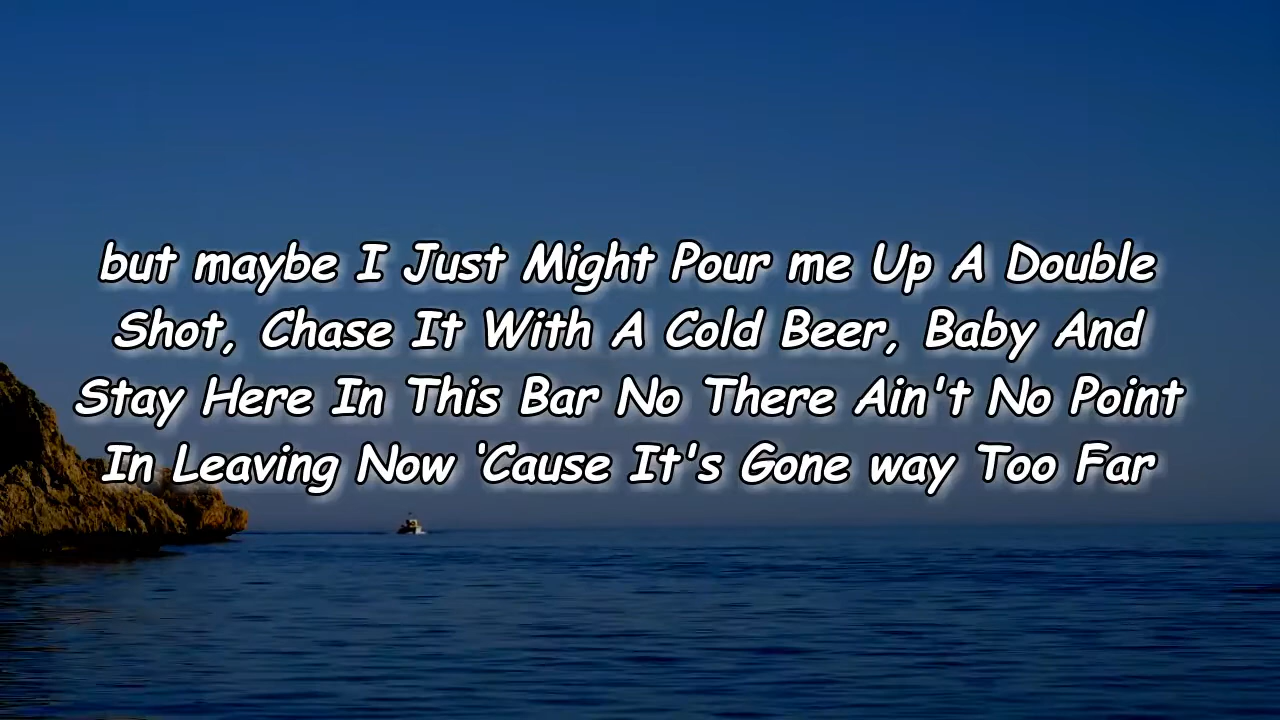 but maybe I Just Might Pour me Up A Double
Shot, Chase It With A Cold Beer, Baby And
Stay Here In This Bar No There Ain't No Point
In Leaving Now ‘Cause It's Gone way Too Far